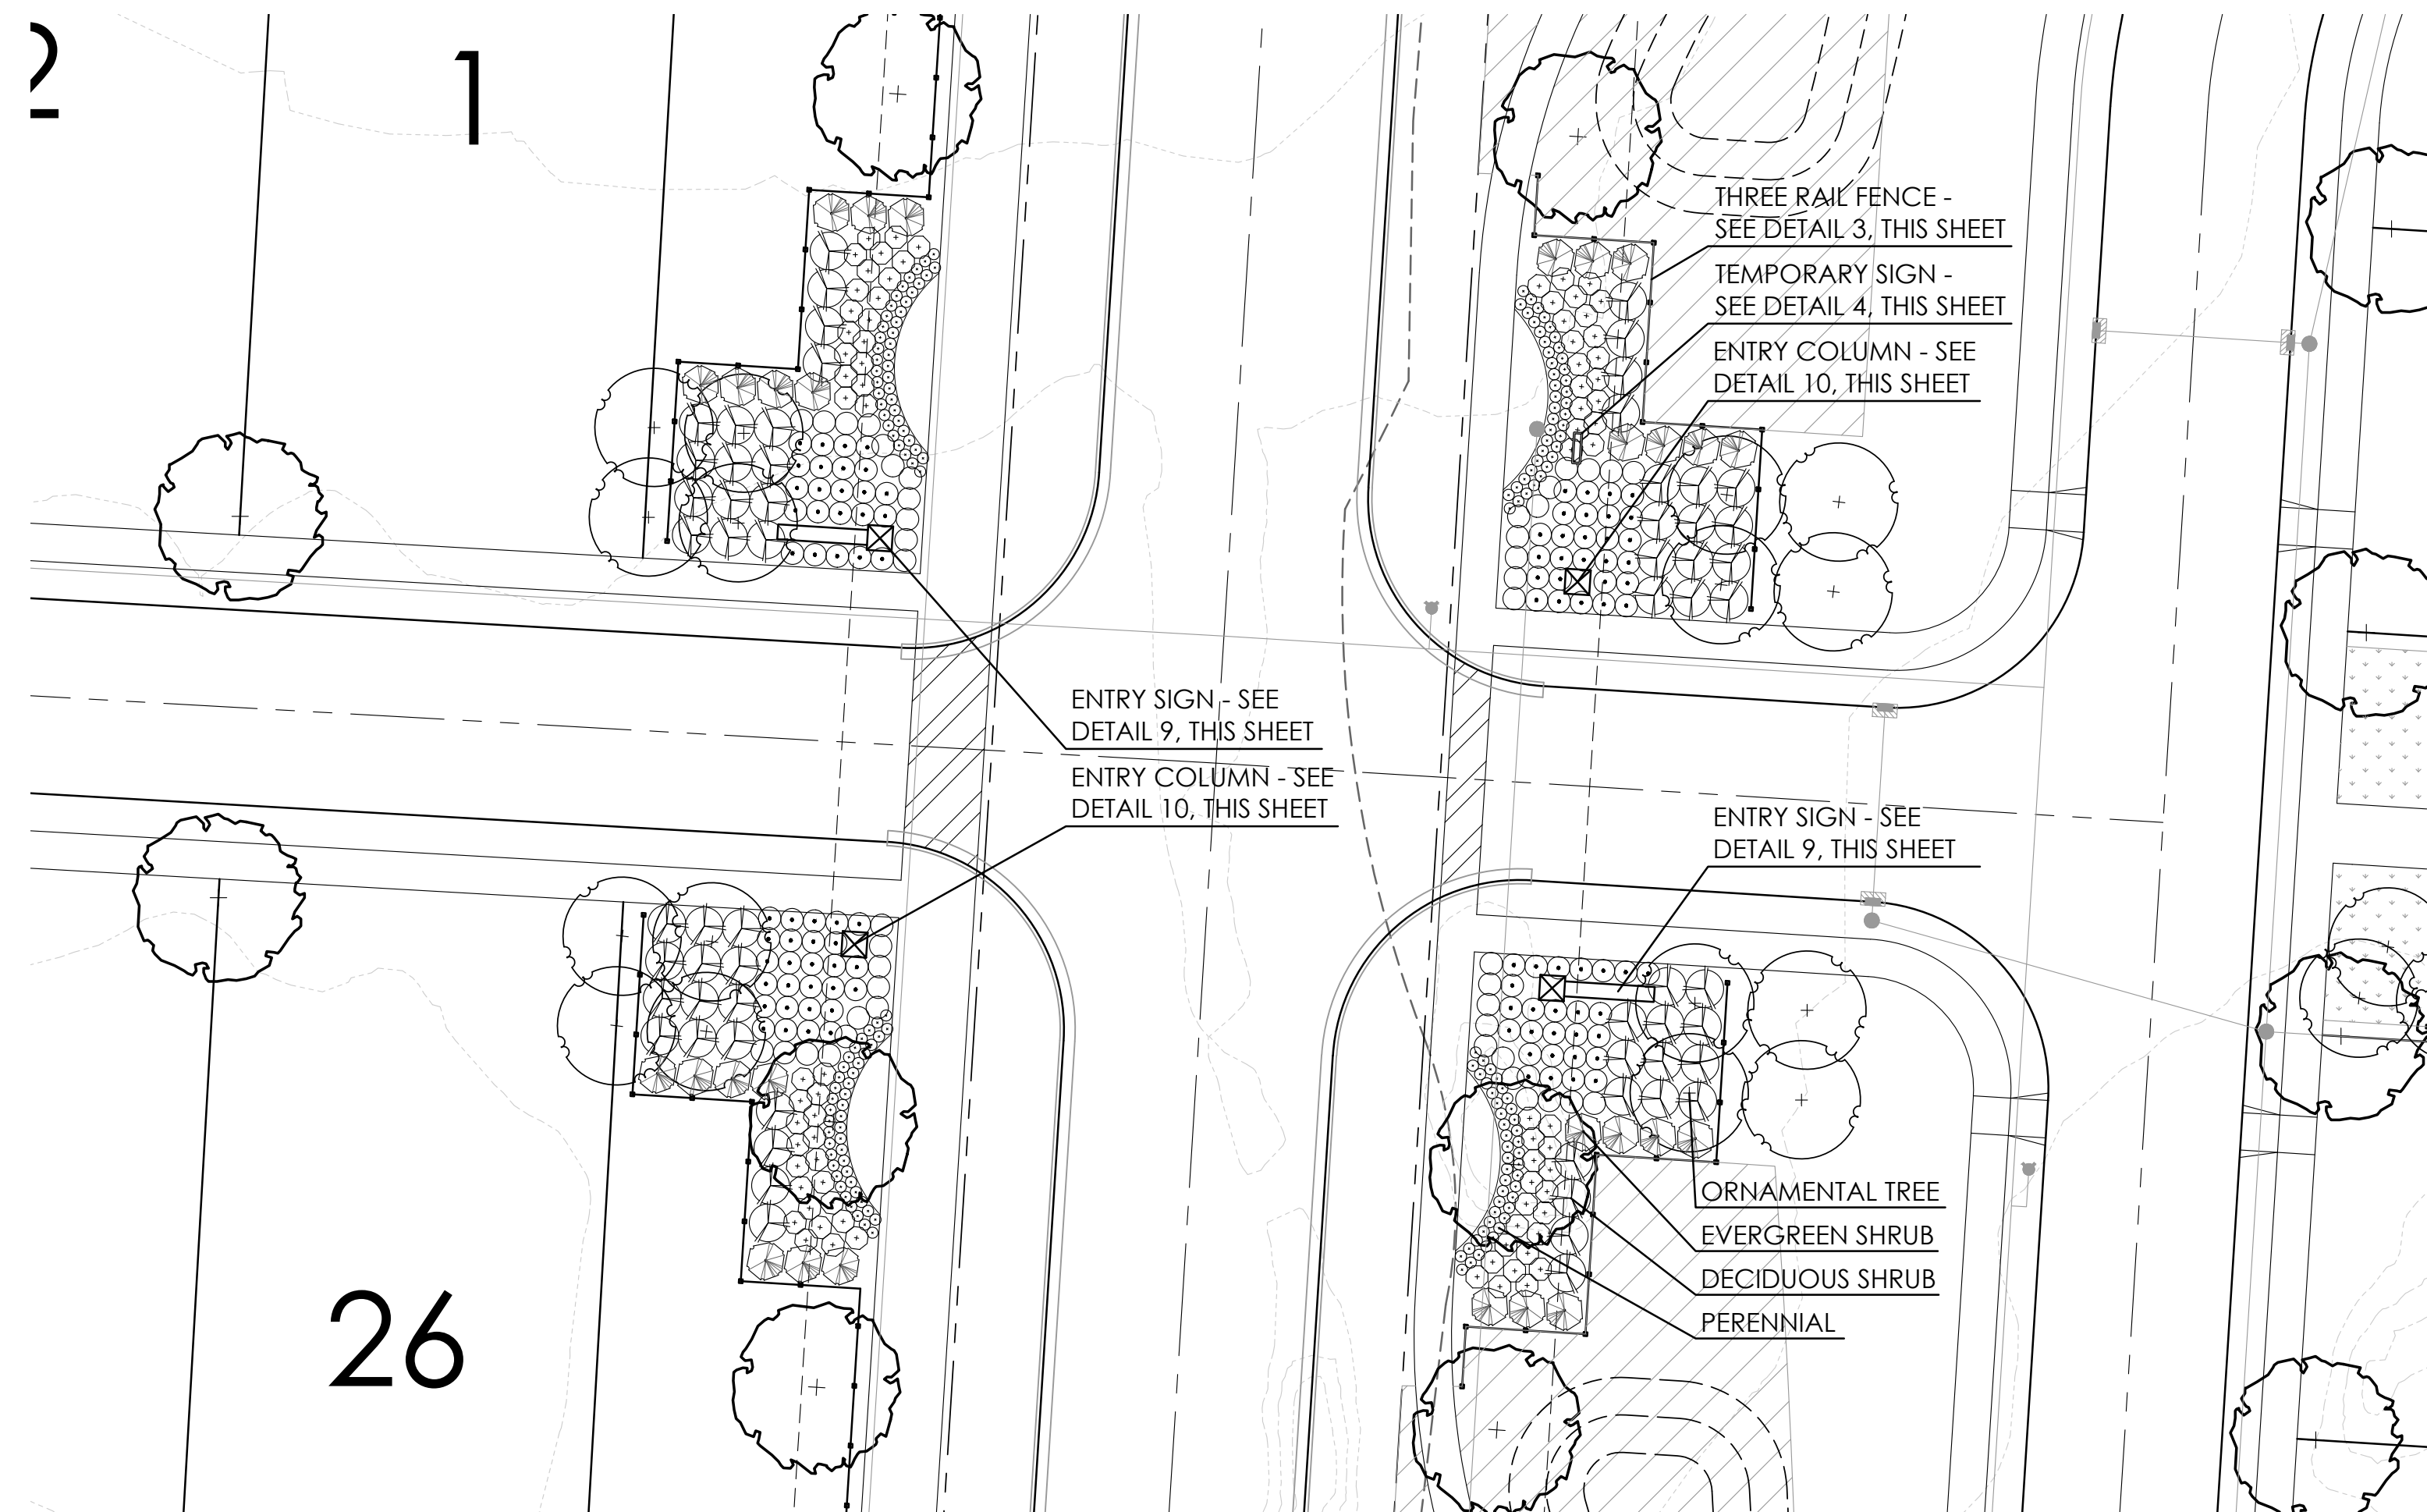 2
1
THREE RAIL FENCE -
SEE DETAIL 3, THIS SHEET
TEMPORARY SIGN -
SEE DETAIL 4, THIS SHEET
ENTRY COLUMN - SEE
DETAIL 10, THIS SHEET
ENTRY SIGN - SEE
DETAIL 9, THIS SHEET
ENTRY COLUMN - SEE
DETAIL 10, THIS SHEET
ENTRY SIGN - SEE
DETAIL 9, THIS SHEET
ORNAMENTAL TREE
EVERGREEN SHRUB
DECIDUOUS SHRUB
PERENNIAL
26